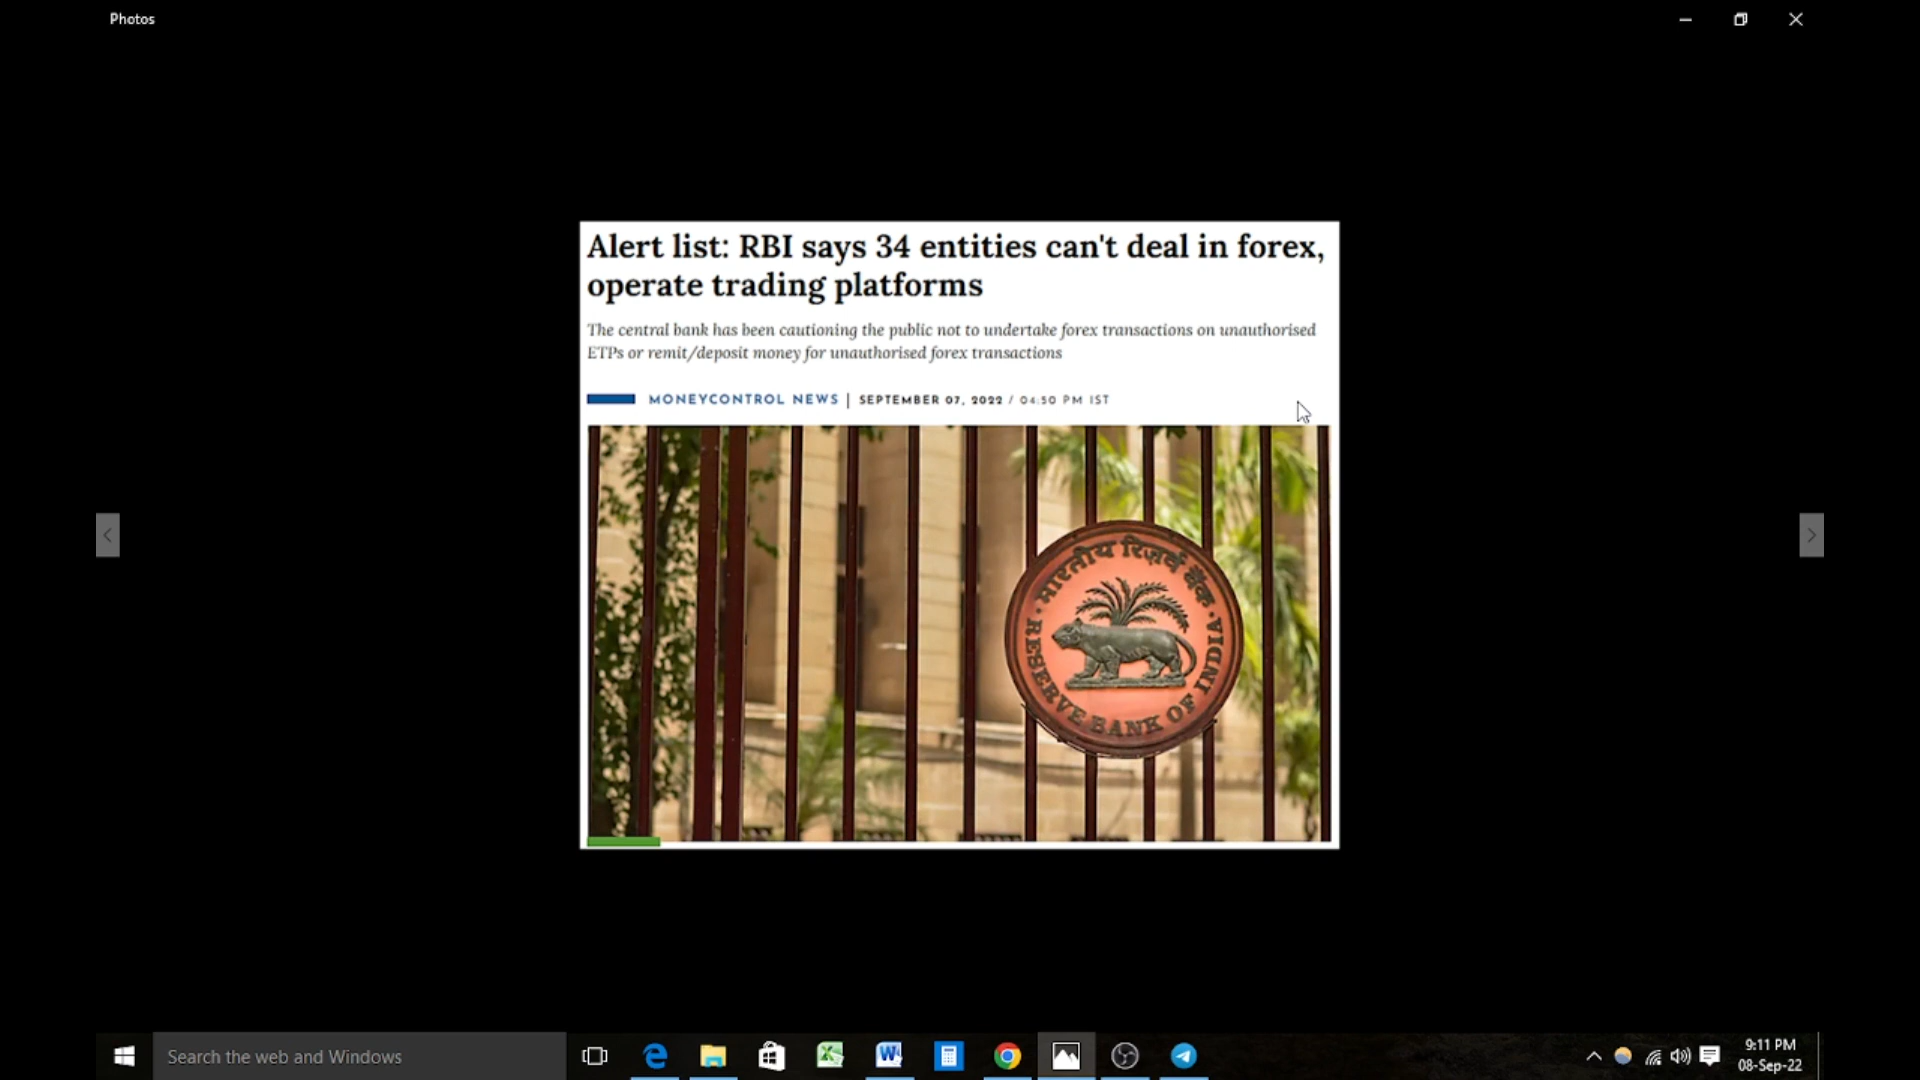 Photos
Alert list: RBI says 34 entities can't deal in forex,
operate trading platforms
The central bank has been cautioning the public not to undertake forex transactions on unauthorised
ETPs or remit/deposit money for unauthorised forex transactions
MONEYCONTROL NEWS | SEPTEMBER 07, 2022 / 04:50 PM IST
भारतीय रिज़र्व बैंक
RESERVE BANK OF INDIA
Search the web and Windows
9:11 PM
08-Sep-22